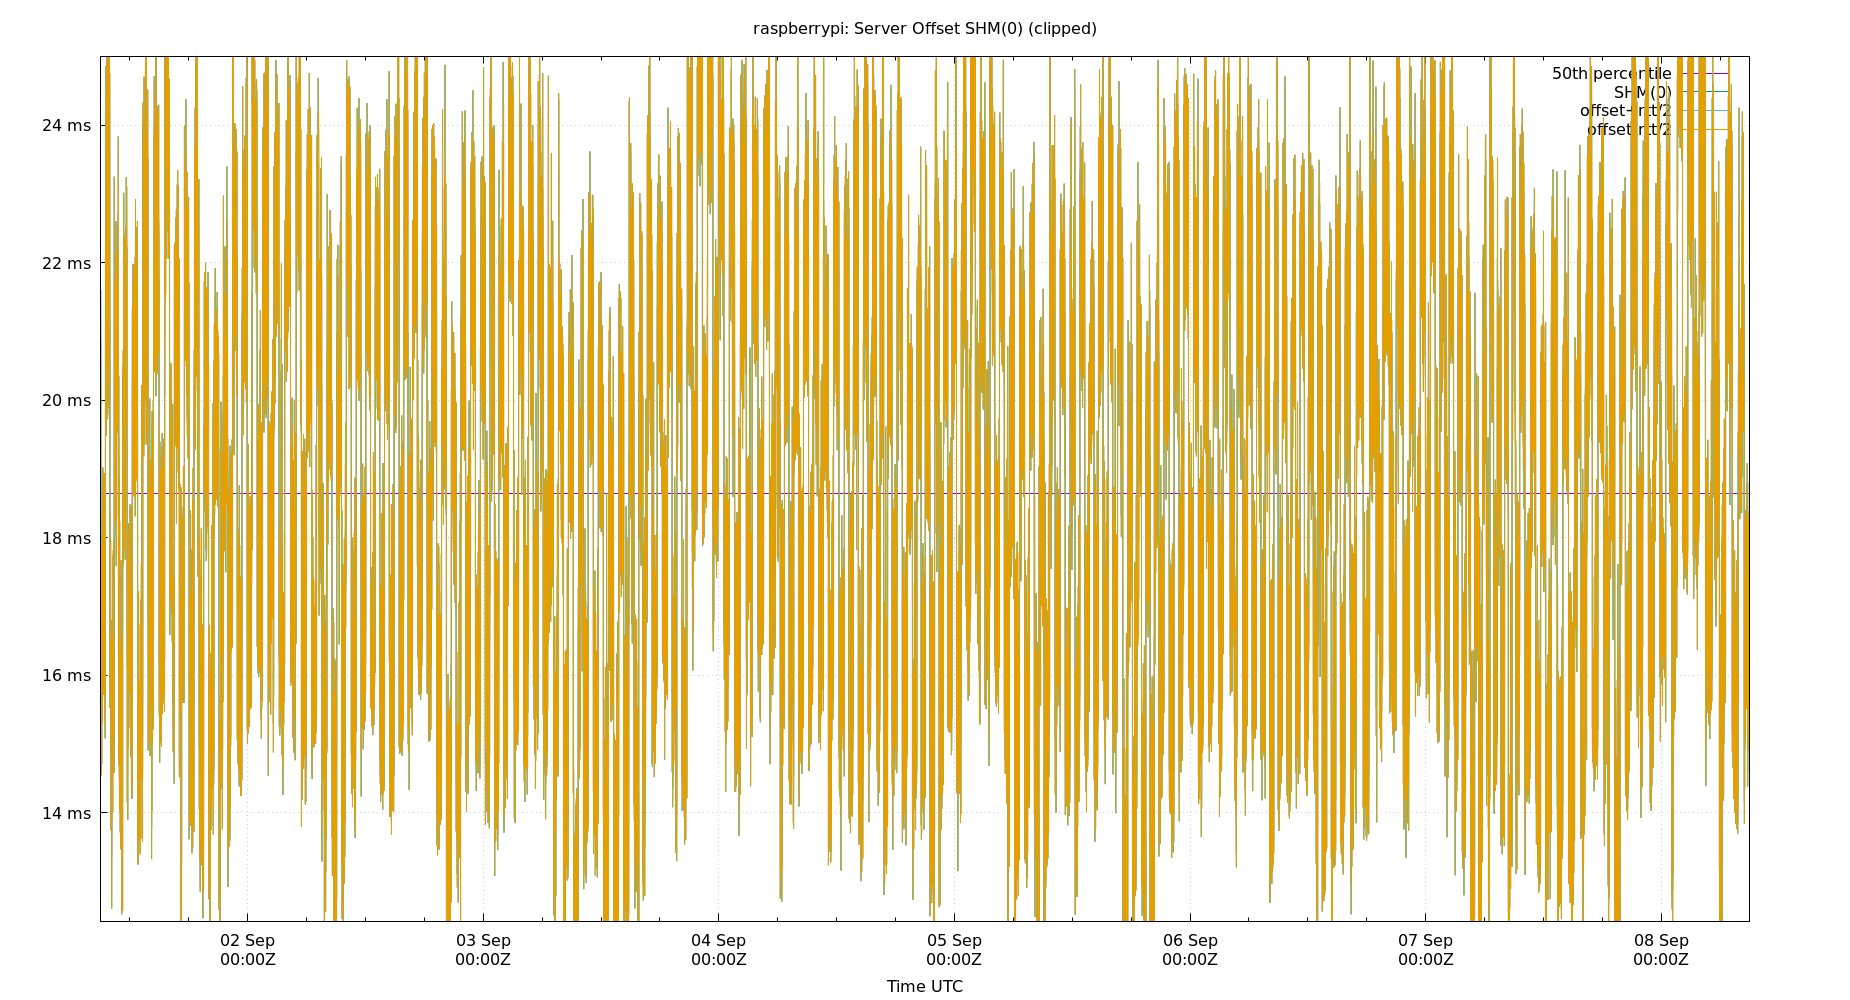 raspberrypi: Server Offset SHM(0) (clipped)
50th percentile
SHM(0)
offset+rtt/2
offset-rtt/2
24 ms
22 ms
20 ms
18 ms
16 ms
14 ms
02 Sep
00:00Z
03 Sep
00:00Z
04 Sep
00:00Z
05 Sep
00:00Z
06 Sep
00:00Z
07 Sep
00:00Z
08 Sep
00:00Z
Time UTC